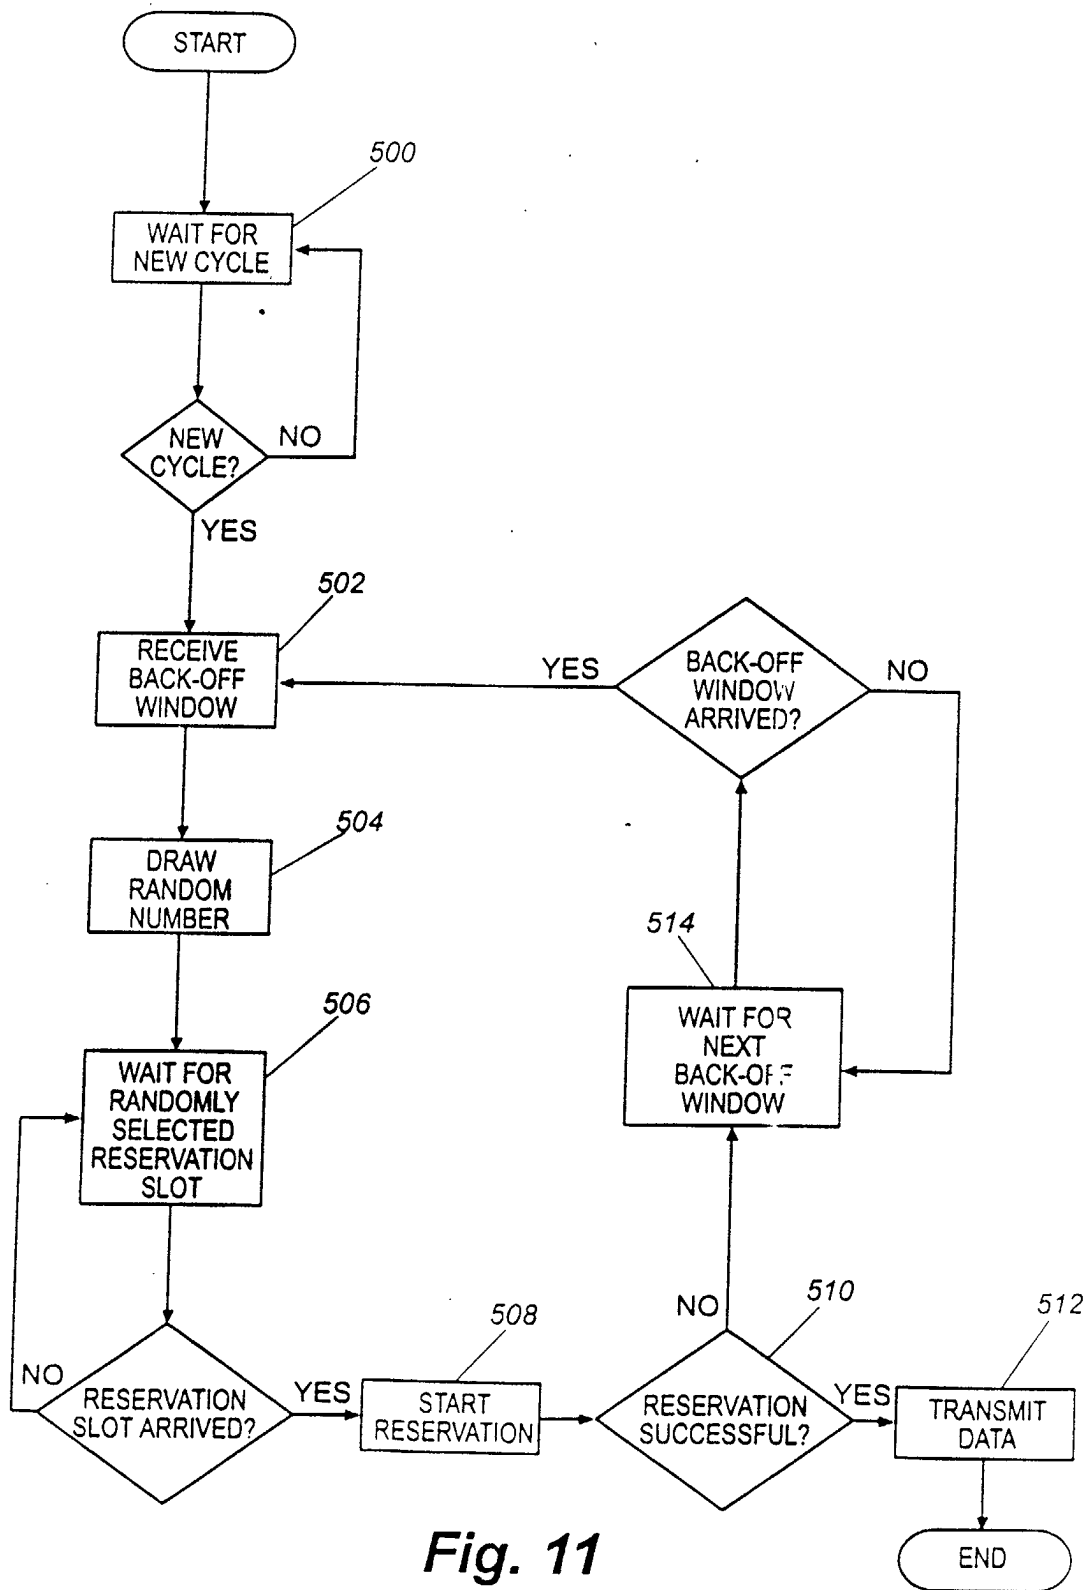 START
500
WAIT FOR
NEW CYCLE
NEW
CYCLE?
NO
YES
502
RECEIVE
BACK-OFF
WINDOW
YES
BACK-OFF
WINDOW
ARRIVED?
NO
504
DRAW
RANDOM
NUMBER
514
WAIT FOR
NEXT
BACK-OFF
WINDOW
506
WAIT FOR
RANDOMLY
SELECTED
RESERVATION
SLOT
NO
RESERVATION
SLOT ARRIVED?
YES
508
START
RESERVATION
NO
510
RESERVATION
SUCCESSFUL?
YES
512
TRANSMIT
DATA
END
Fig. 11